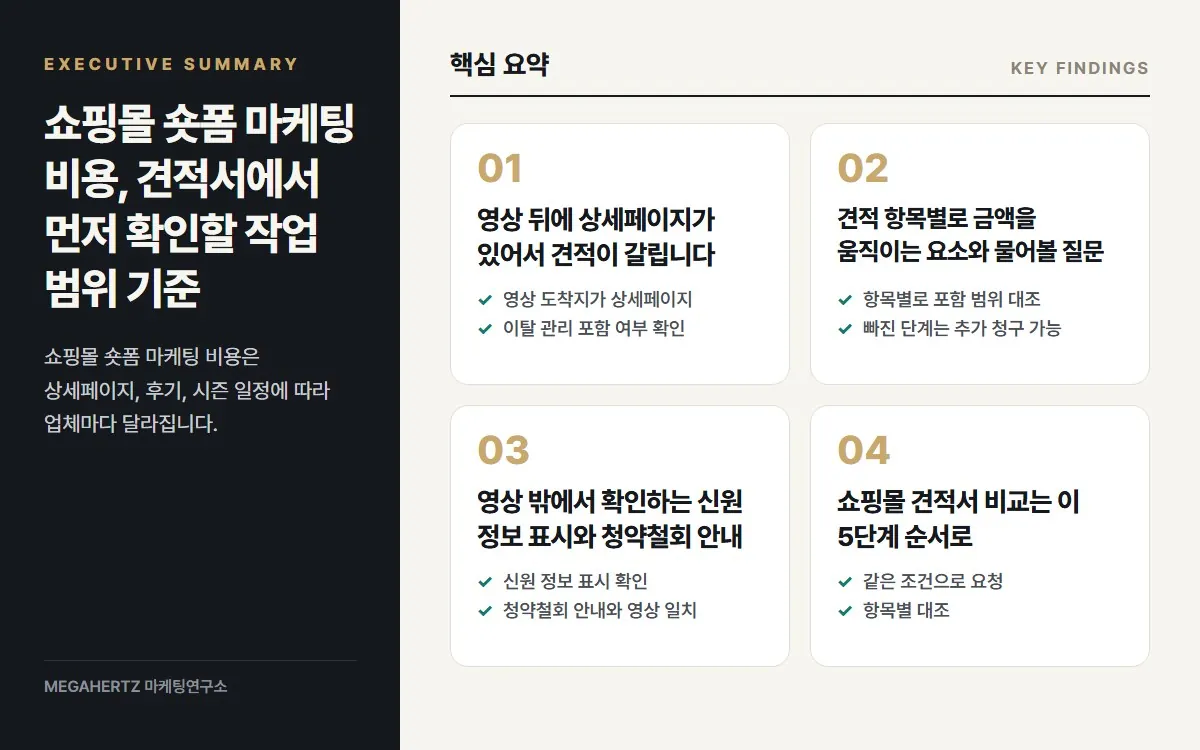 EXECUTIVE SUMMARY
쇼핑몰 숏폼 마케팅
비용, 견적서에서
먼저 확인할 작업
범위 기준
쇼핑몰 숏폼 마케팅 비용은
상세페이지, 후기, 시즌 일정에 따라
업체마다 달라집니다.
MEGAHERTZ 마케팅연구소
핵심 요약
KEY FINDINGS
01
영상 뒤에 상세페이지가
있어서 견적이 갈립니다
영상 도착지가 상세페이지
이탈 관리 포함 여부 확인
02
견적 항목별로 금액을
움직이는 요소와 물어볼 질문
항목별로 포함 범위 대조
빠진 단계는 추가 청구 가능
03
영상 밖에서 확인하는 신원
정보 표시와 청약철회 안내
신원 정보 표시 확인
청약철회 안내와 영상 일치
04
쇼핑몰 견적서 비교는 이
5단계 순서로
같은 조건으로 요청
항목별 대조